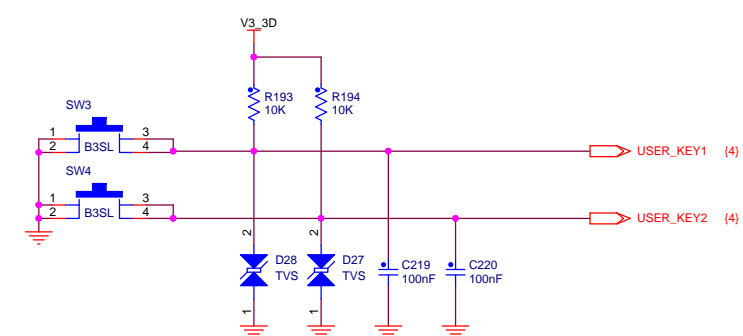 V3_3D
R193 R194
10K 10K
SW3
1 3
2 B3SL 4
USER_KEY1 {4}
SW4
1 3
2 B3SL 4
USER_KEY2 {4}
2 2
D28 D27 C219 C220
TVS TVS 100nF 100nF
1 1